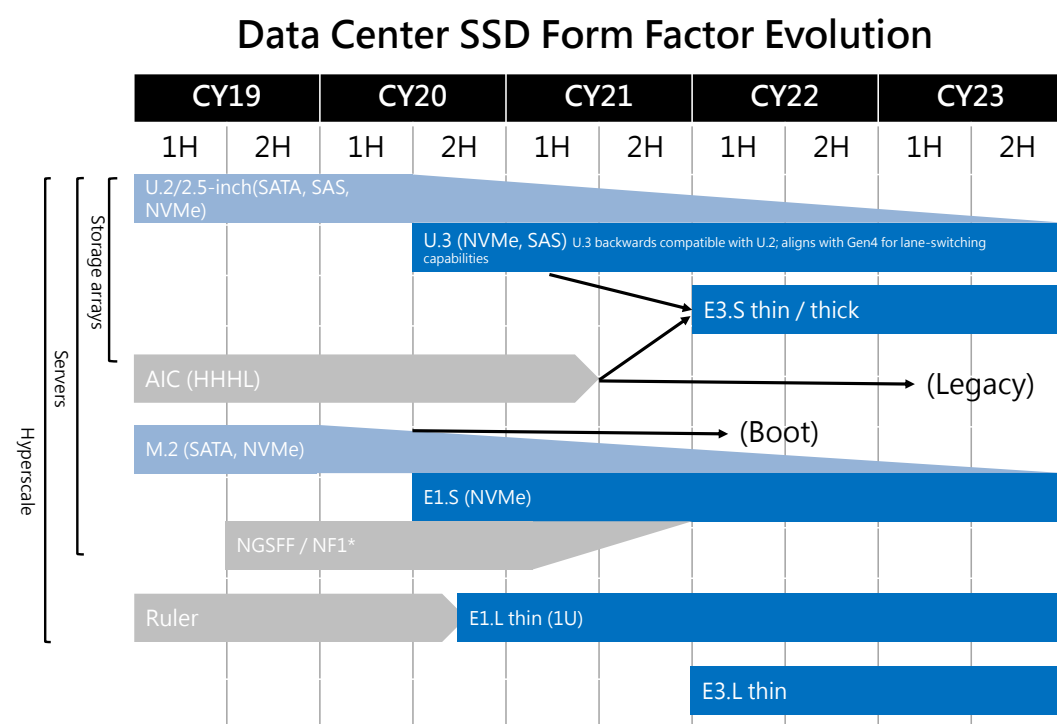 Data Center SSD Form Factor Evolution
CY19 CY20 CY21 CY22 CY23
1H 2H 1H 2H 1H 2H 1H 2H 1H 2H
U.2/2.5-inch(SATA, SAS,
NVMe)
U.3 (NVMe, SAS) U.3 backwards compatible with U.2; aligns with Gen4 for lane-switching
capabilities
E3.S thin / thick
Storage arrays
Servers
Hyperscale
AIC (HHHL)
(Legacy)
(Boot)
M.2 (SATA, NVMe)
E1.S (NVMe)
NGSFF / NF1*
Ruler
E1.L thin (1U)
E3.L thin